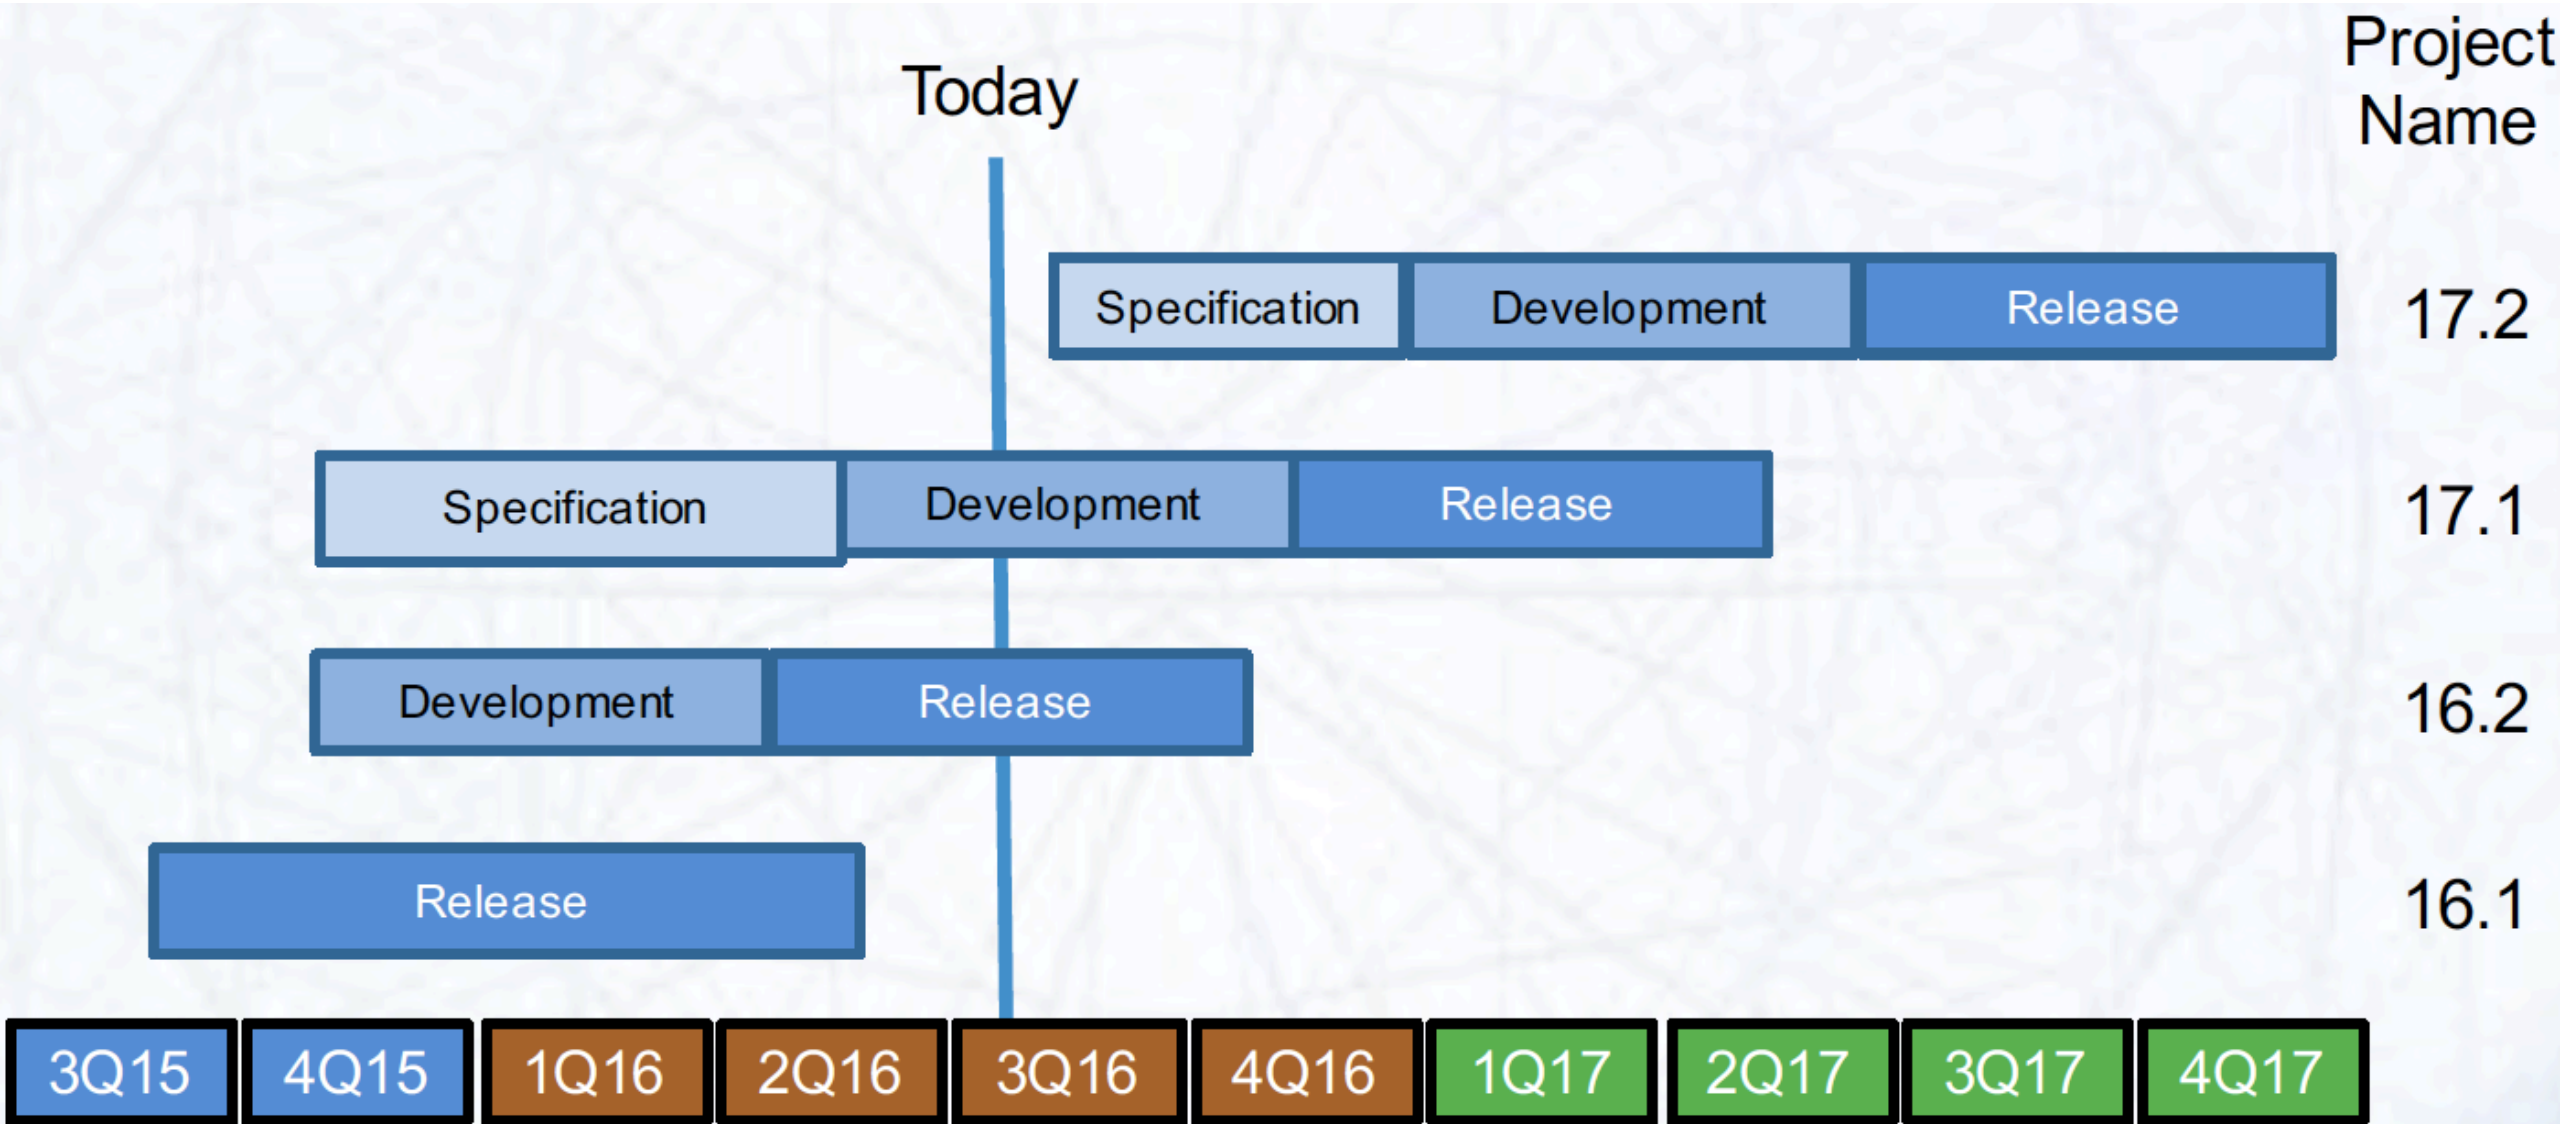 Project
Name
Today
Specification Development Release 17.2
Specification Development Release 17.1
Development Release 16.2
Release 16.1
3Q15 4Q15 1Q16 2Q16 3Q16 4Q16 1Q17 2Q17 3Q17 4Q17